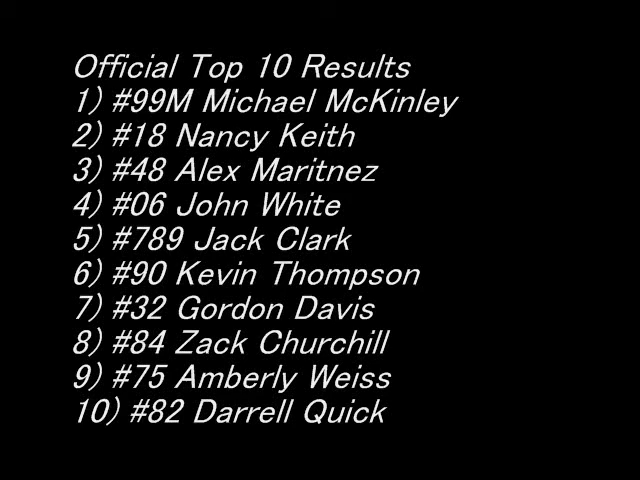 Official Top 10 Results
1) #99M Michael McKinley
2) #18 Nancy Keith
3) #48 Alex Maritnez
4) #06 John White
5) #789 Jack Clark
6) #90 Kevin Thompson
7) #32 Gordon Davis
8) #84 Zack Churchill
9) #75 Amberly Weiss
10) #82 Darrell Quick